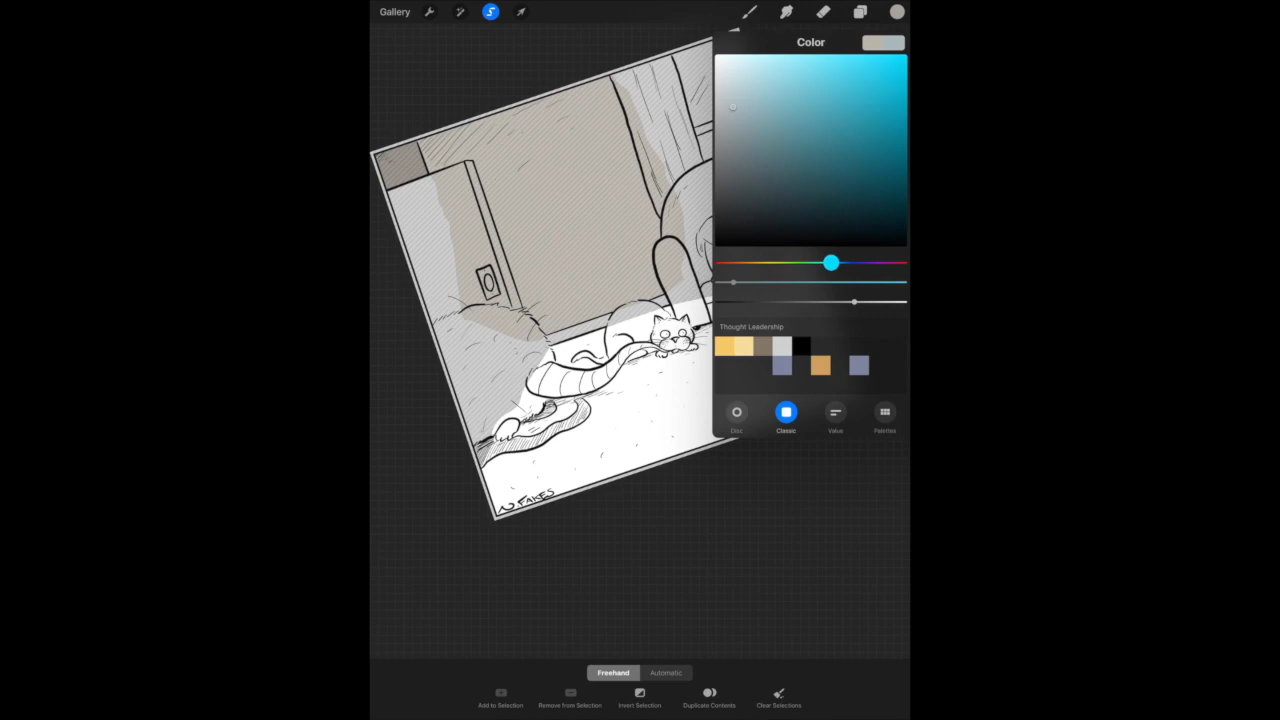 Gallery
Color
Thought Leadership
Disc
Classic
Value
Palettes
N. FAKES
Freehand
Automatic
Add to Selection
Remove from Selection
Invert Selection
Duplicate Contents
Clear Selections